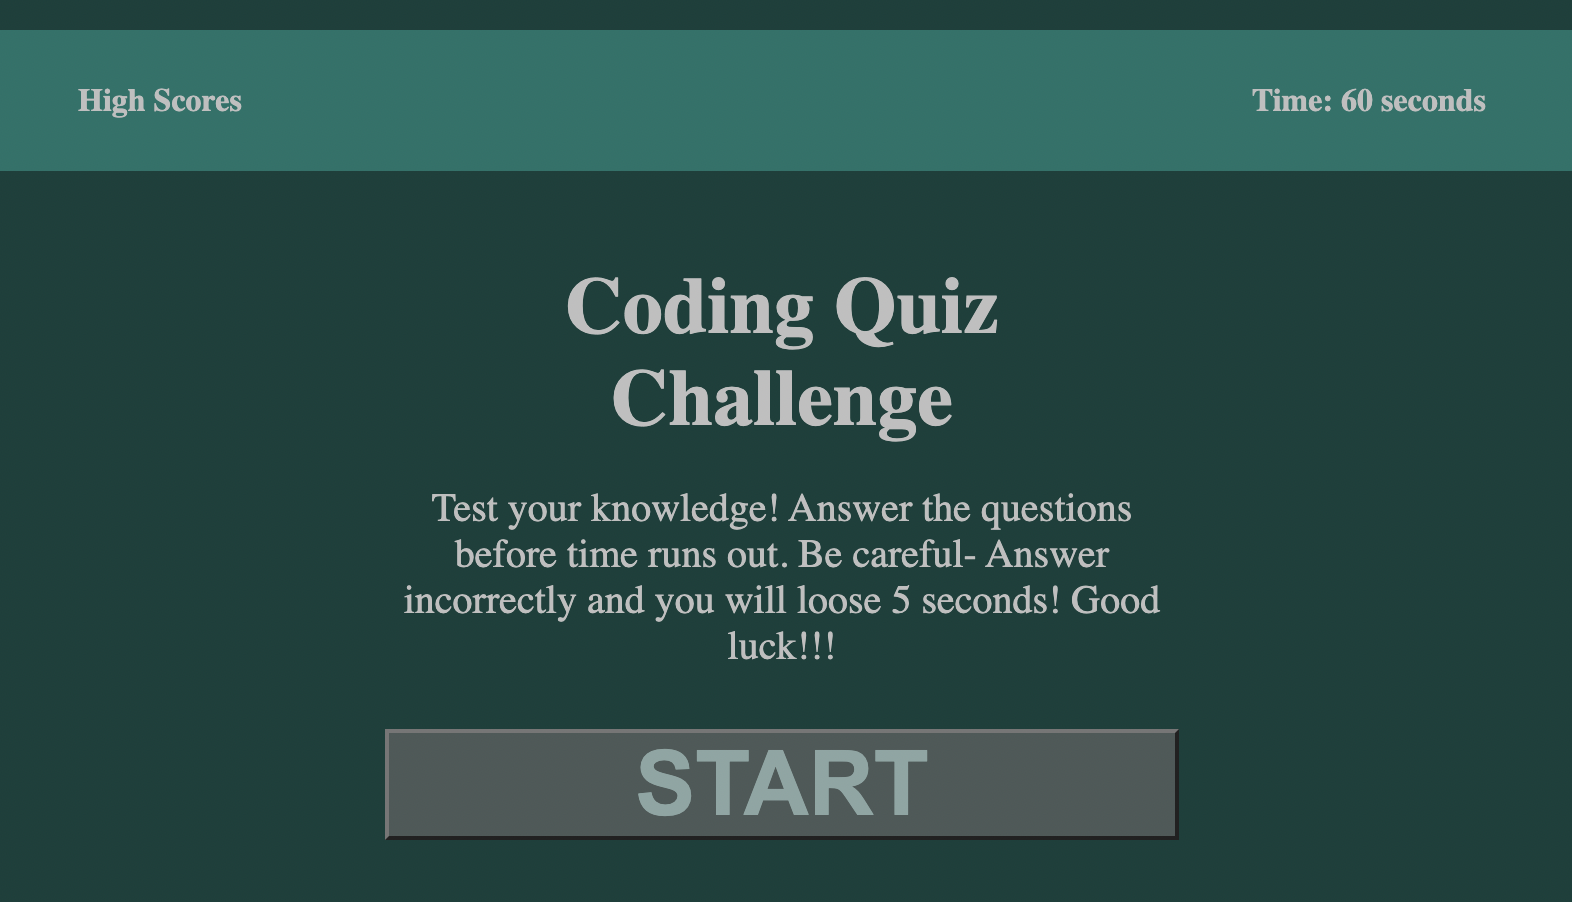 High Scores
Time: 60 seconds
Coding Quiz
Challenge
Test your knowledge! Answer the questions
before time runs out. Be careful- Answer
incorrectly and you will loose 5 seconds! Good
luck!!!
START